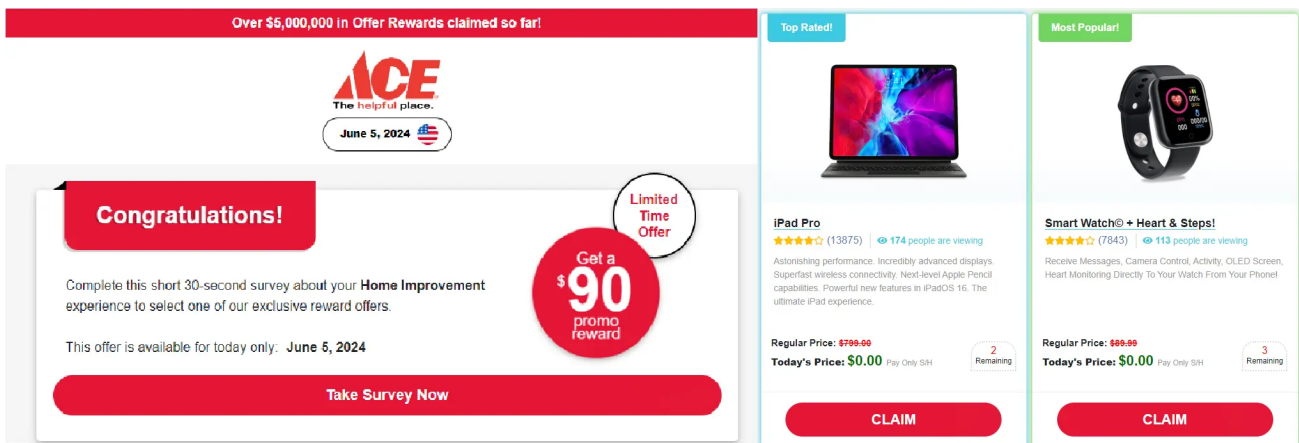 Over $5,000,000 in Offer Rewards claimed so far!
ACE
The helpful place.
June 5, 2024
Congratulations!
Limited
Time
Offer
Get a
$90
promo
reward
Complete this short 30-second survey about your Home Improvement
experience to select one of our exclusive reward offers.
This offer is available for today only: June 5, 2024
Take Survey Now
Top Rated!
iPad Pro
(13875) 174 people are viewing
Astonishing performance. Incredibly advanced displays.
Superfast wireless connectivity. Next-level Apple Pencil
capabilities. Powerful new features in iPadOS 16. The
ultimate iPad experience.
Regular Price: $799.00
Today's Price: $0.00 Pay Only S/H
2
Remaining
CLAIM
Most Popular!
00%
000
000/00
Smart Watch© + Heart & Steps!
(7843) 113 people are viewing
Receive Messages, Camera Control, Activity, OLED Screen,
Heart Monitoring Directly To Your Watch From Your Phone!
Regular Price: $89.99
Today's Price: $0.00 Pay Only S/H
3
Remaining
CLAIM